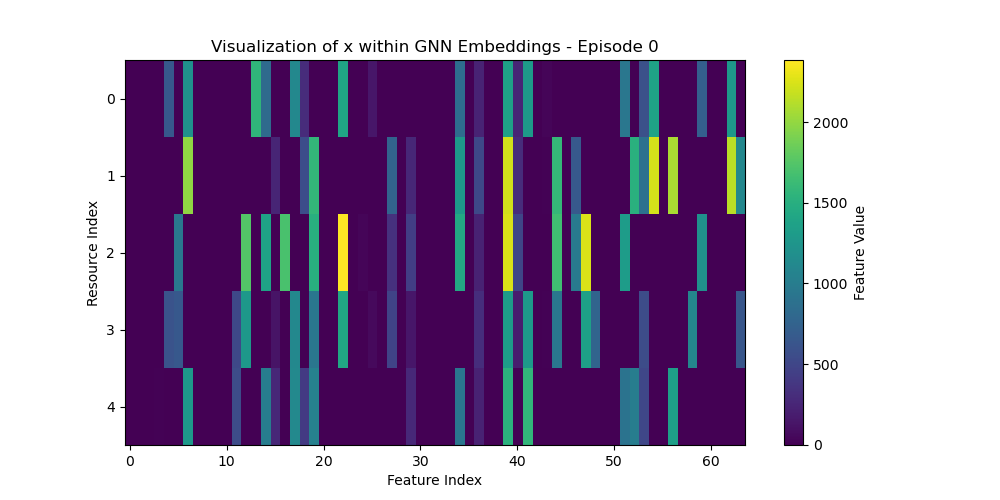 Visualization of x within GNN Embeddings - Episode 0
Resource Index
0
1
2
3
4
0 10 20 30 40 50 60
Feature Index
2000
1500
1000
500
0
Feature Value